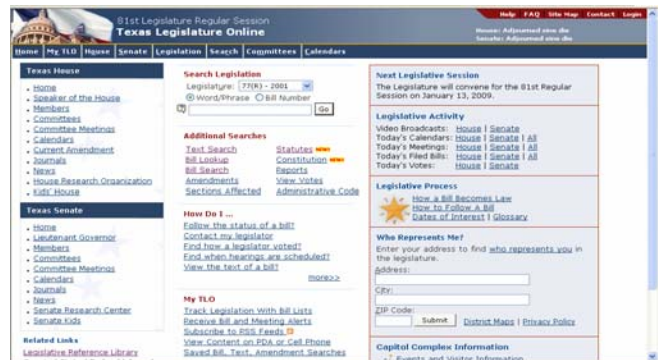 81st Legislature Regular Session
Texas Legislature Online
Help FAQ Site Map Contact Login
House: Adjourned sine die
Senate: Adjourned sine die
Home My TLO House Senate Legislation Search Committees Calendars
Texas House
Home
Speaker of the House
Members
Committees
Committee Meetings
Calendars
Current Amendment
Journals
News
House Research Organization
Kids' House
Texas Senate
Home
Lieutenant Governor
Members
Committees
Committee Meetings
Calendars
Journals
News
Senate Research Center
Senate Kids
Related Links
Legislative Reference Library
Search Legislation
Legislature: 77(R) - 2001
Word/Phrase Bill Number
Go
Additional Searches
Text Search Statutes NEW!
Bill Lookup Constitution NEW!
Bill Search Reports
Amendments View Votes
Sections Affected Administrative Code
How Do I ...
Follow the status of a bill?
Contact my legislator
Find how a legislator voted?
Find when hearings are scheduled?
View the text of a bill?
more>>
My TLO
Track Legislation With Bill Lists
Receive Bill and Meeting Alerts
Subscribe to RSS Feeds
View Content on PDA or Cell Phone
Saved Bill, Text, Amendment Searches
Next Legislative Session
The Legislature will convene for the 81st Regular
Session on January 13, 2009.
Legislative Activity
Video Broadcasts: House | Senate
Today's Calendars: House | Senate | All
Today's Meetings: House | Senate | All
Today's Filed Bills: House | Senate | All
Today's Votes: House | Senate
Legislative Process
How a Bill Becomes Law
How to Follow A Bill
Dates of Interest | Glossary
Who Represents Me?
Enter your address to find who represents you in
the legislature.
Address:
City:
ZIP Code:
Submit District Maps | Privacy Policy
Capitol Complex Information
Events and Visitor Information